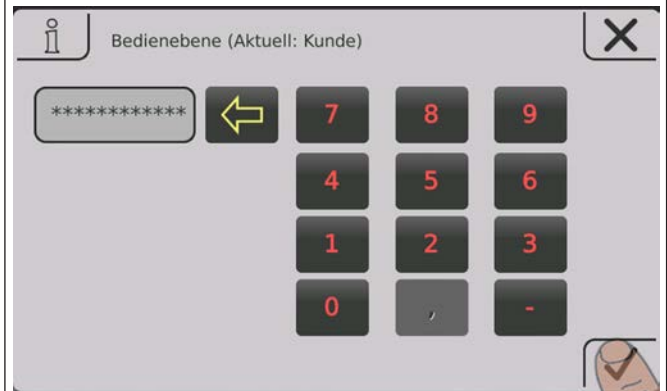 i
Bedienebene (Aktuell: Kunde)
************
7 8 9
4 5 6
1 2 3
0 , -